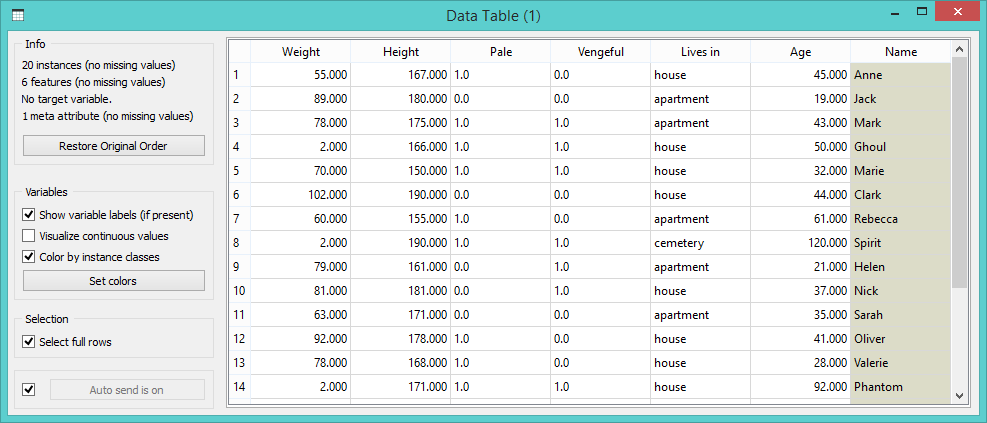 Data Table (1)
Info
20 instances (no missing values)
6 features (no missing values)
No target variable.
1 meta attribute (no missing values)
Restore Original Order
Variables
Show variable labels (if present)
Visualize continuous values
Color by instance classes
Set colors
Selection
Select full rows
Auto send is on
Weight Height Pale Vengeful Lives in Age Name
1 55.000 167.000 1.0 0.0 house 45.000 Anne
2 89.000 180.000 0.0 0.0 apartment 19.000 Jack
3 78.000 175.000 1.0 1.0 apartment 43.000 Mark
4 2.000 166.000 1.0 1.0 house 50.000 Ghoul
5 70.000 150.000 1.0 1.0 house 32.000 Marie
6 102.000 190.000 0.0 0.0 house 44.000 Clark
7 60.000 155.000 1.0 0.0 apartment 61.000 Rebecca
8 2.000 190.000 1.0 1.0 cemetery 120.000 Spirit
9 79.000 161.000 0.0 1.0 apartment 21.000 Helen
10 81.000 181.000 0.0 1.0 house 37.000 Nick
11 63.000 171.000 0.0 0.0 apartment 35.000 Sarah
12 92.000 178.000 1.0 0.0 house 41.000 Oliver
13 78.000 168.000 1.0 0.0 house 28.000 Valerie
14 2.000 171.000 1.0 1.0 house 92.000 Phantom